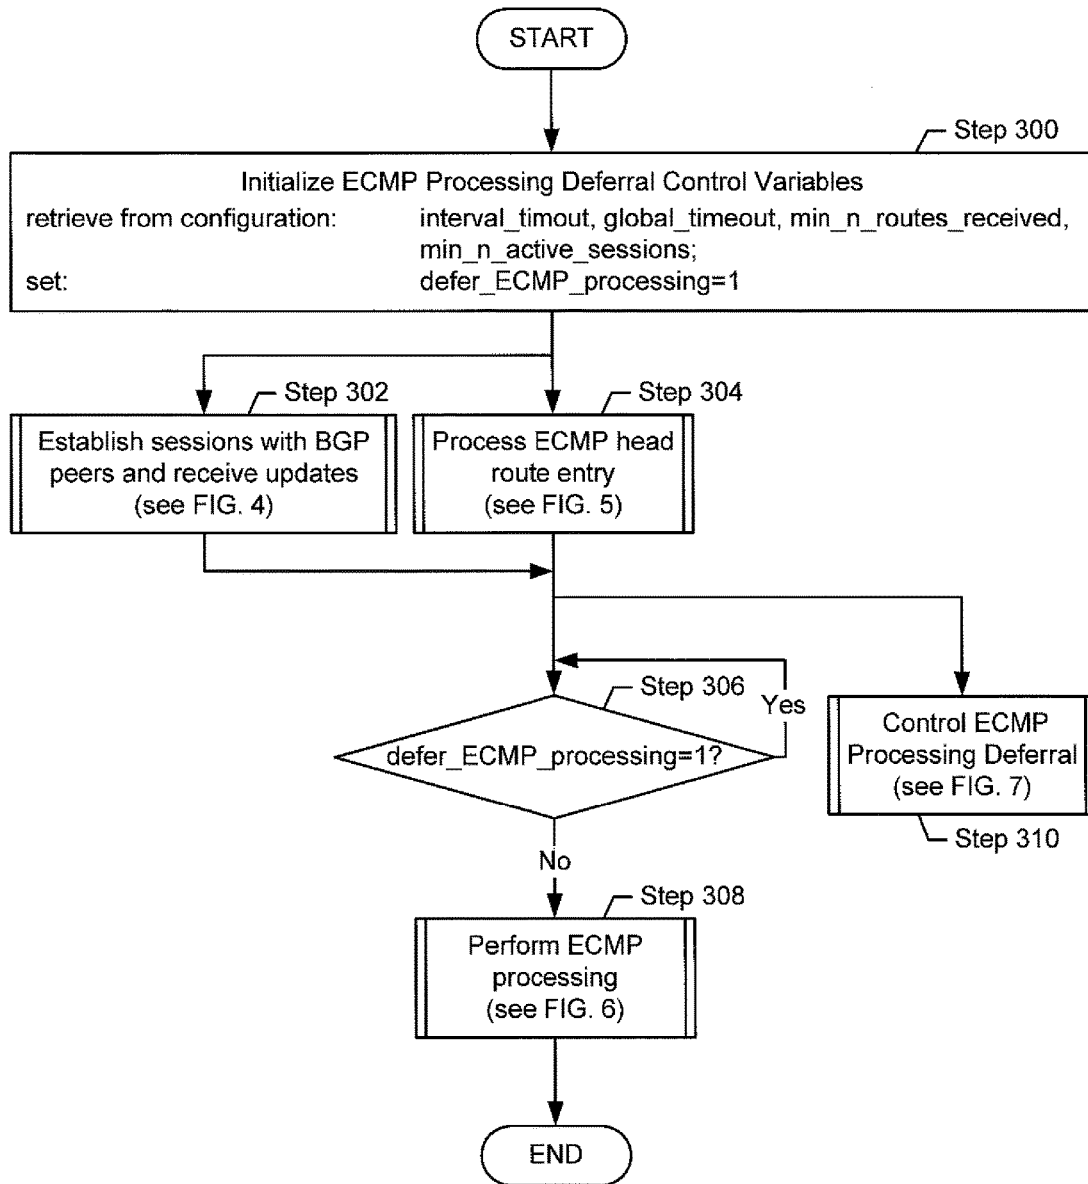 START
Step 300
Initialize ECMP Processing Deferral Control Variables
retrieve from configuration: interval_timout, global_timeout, min_n_routes_received,
min_n_active_sessions;
set: defer_ECMP_processing=1
Step 302
Establish sessions with BGP
peers and receive updates
(see FIG. 4)
Step 304
Process ECMP head
route entry
(see FIG. 5)
Step 306
Yes
defer_ECMP_processing=1?
Control ECMP
Processing Deferral
(see FIG. 7)
Step 310
No
Step 308
Perform ECMP
processing
(see FIG. 6)
END